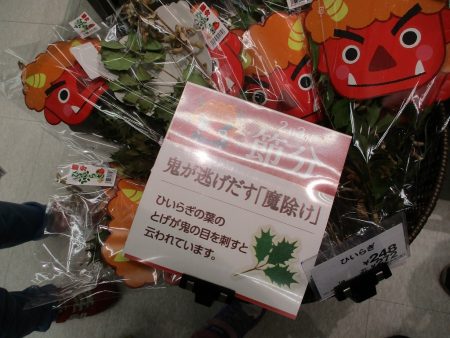 節分
鬼が逃げだす「魔除け」
ひいらぎの葉の
とげが鬼の目を刺すと
云われています。
ひいらぎ
¥248